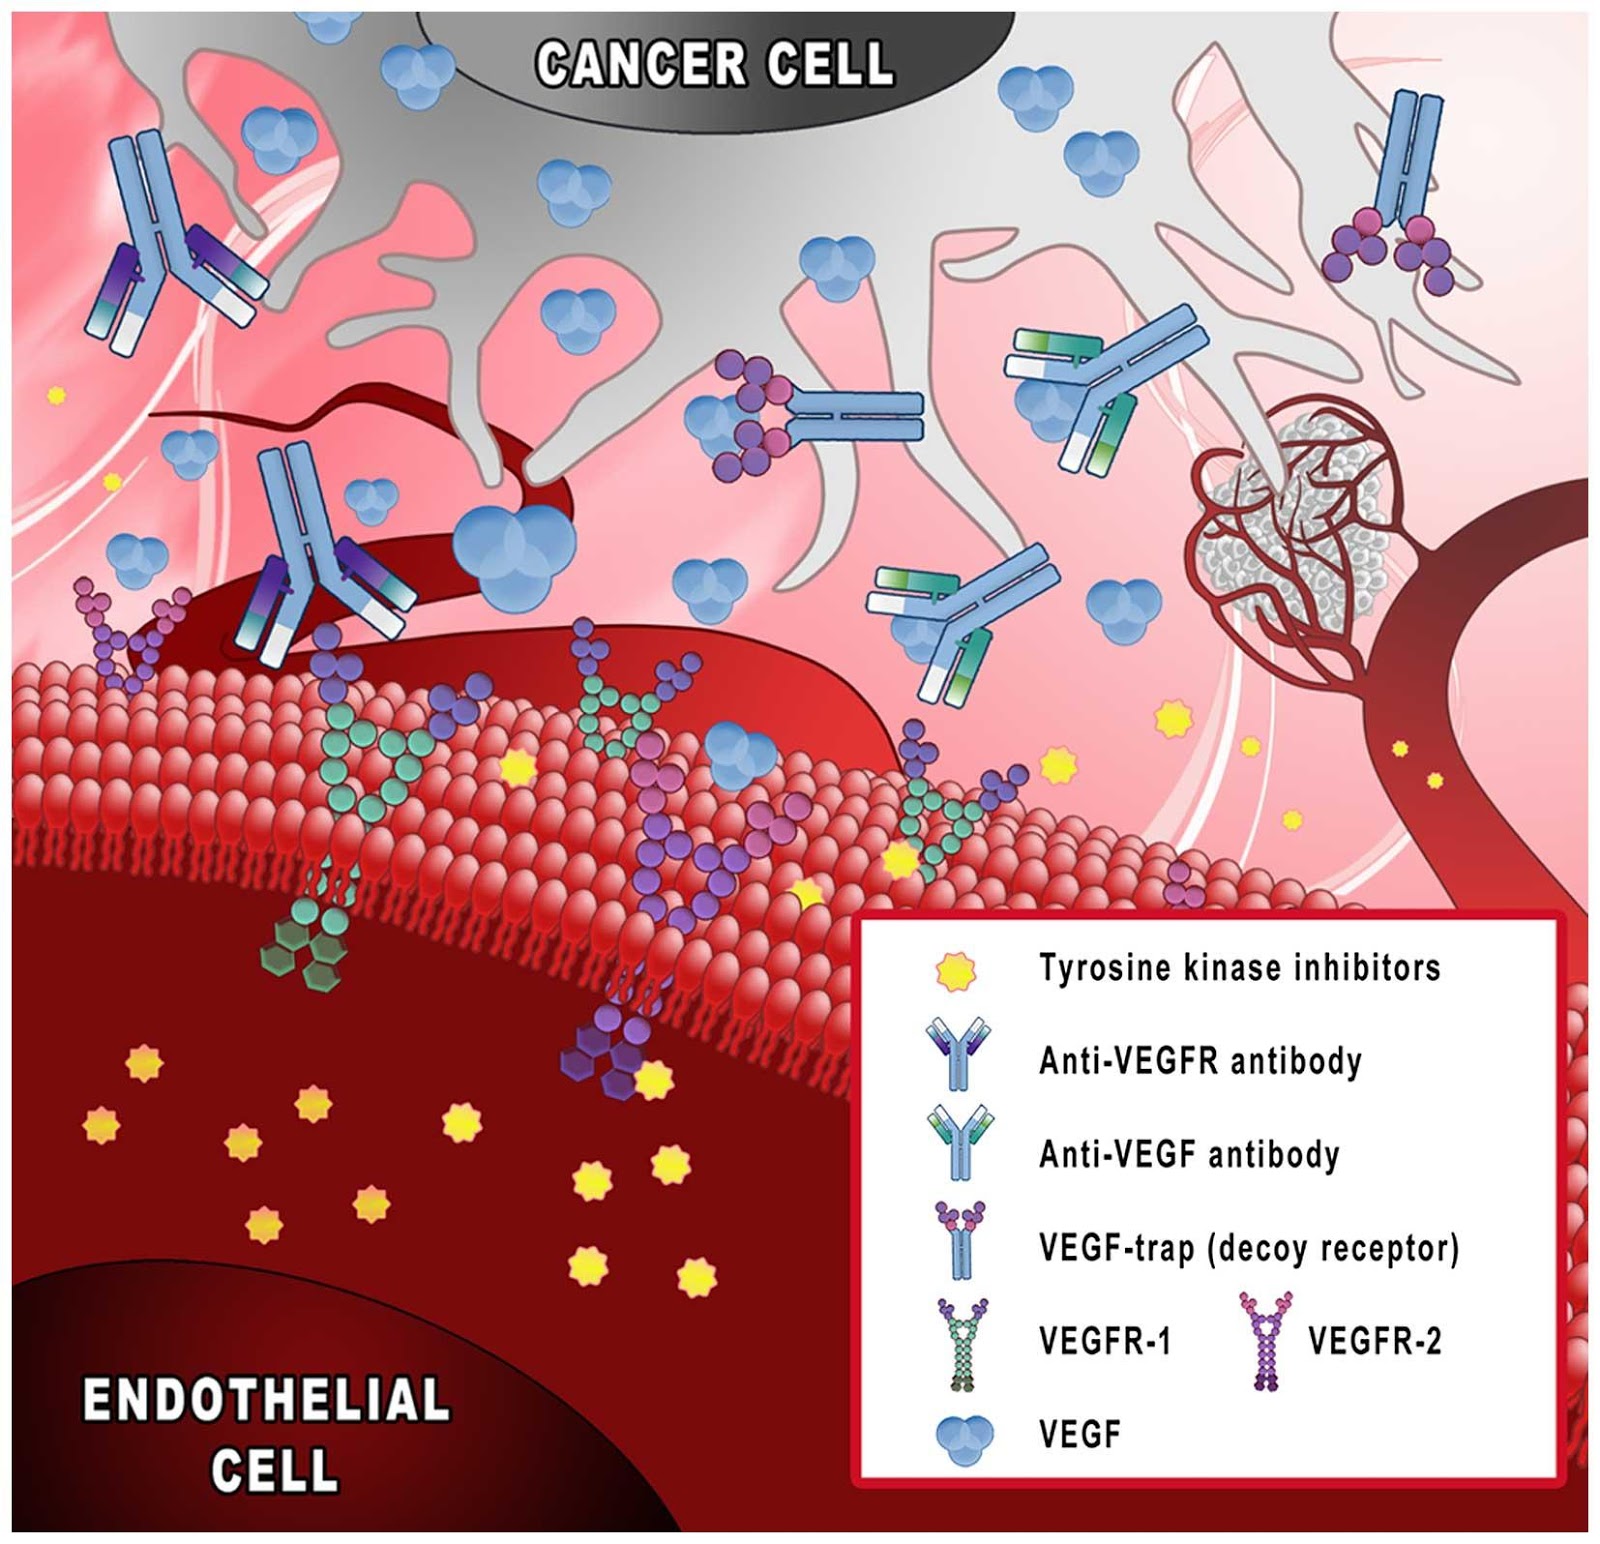 CANCER CELL
Tyrosine kinase inhibitors
Anti-VEGFR antibody
Anti-VEGF antibody
VEGF-trap (decoy receptor)
VEGFR-1 VEGFR-2
VEGF
ENDOTHELIAL
CELL